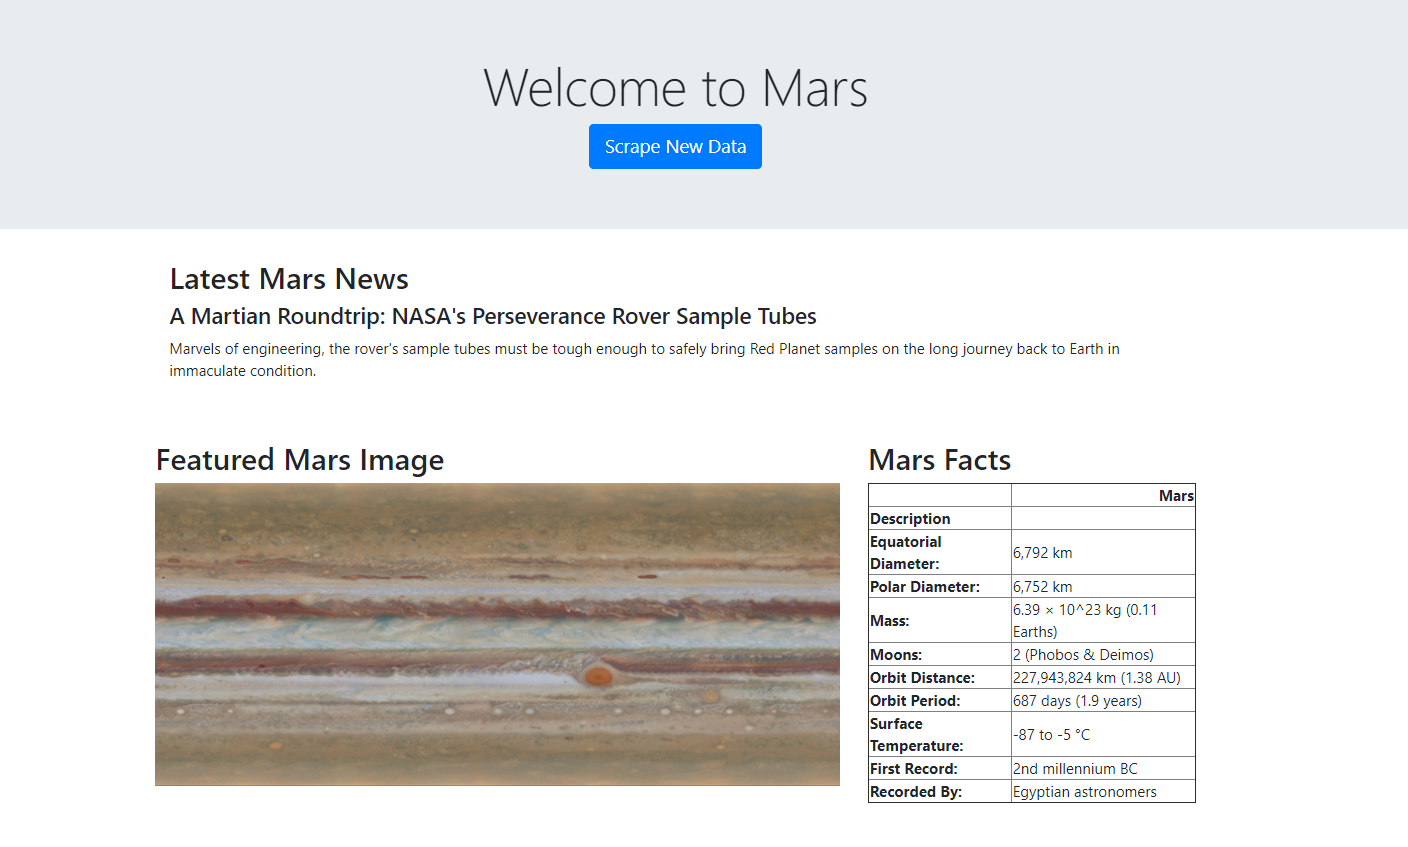 Welcome to Mars
Scrape New Data
Latest Mars News
A Martian Roundtrip: NASA's Perseverance Rover Sample Tubes
Marvels of engineering, the rover's sample tubes must be tough enough to safely bring Red Planet samples on the long journey back to Earth in
immaculate condition.
Featured Mars Image
Mars Facts
Mars
Description
Equatorial
Diameter:
6,792 km
Polar Diameter:
6,752 km
Mass:
6.39 × 10^23 kg (0.11
Earths)
Moons:
2 (Phobos & Deimos)
Orbit Distance:
227,943,824 km (1.38 AU)
Orbit Period:
687 days (1.9 years)
Surface
Temperature:
-87 to -5 °C
First Record:
2nd millennium BC
Recorded By:
Egyptian astronomers